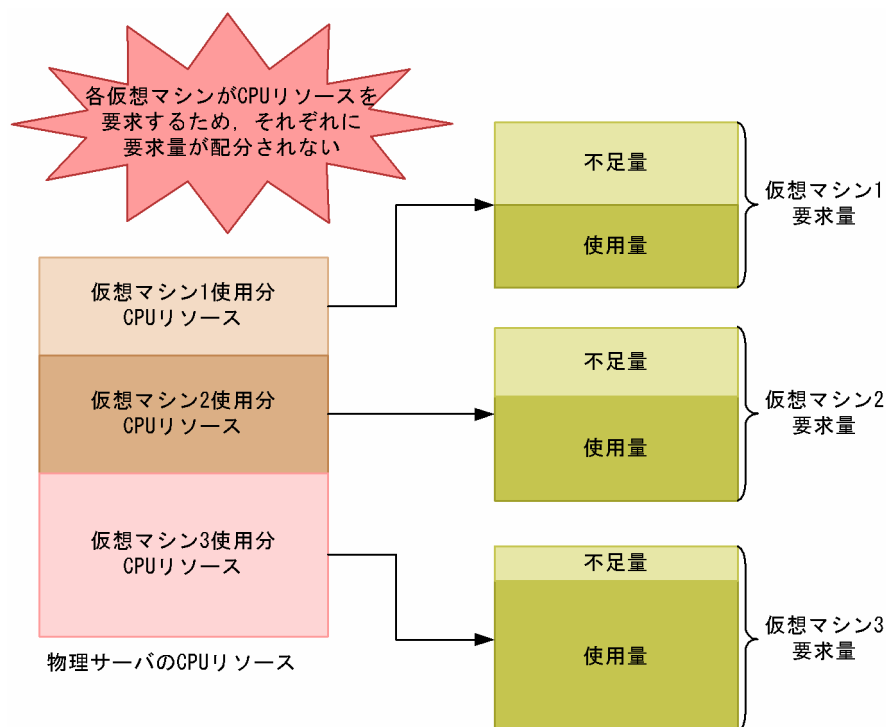 各仮想マシンがCPUリソースを
要求するため，それぞれに
要求量が配分されない
仮想マシン1使用分
CPUリソース
仮想マシン2使用分
CPUリソース
仮想マシン3使用分
CPUリソース
物理サーバのCPUリソース
不足量
使用量
仮想マシン1
要求量
不足量
使用量
仮想マシン2
要求量
不足量
使用量
仮想マシン3
要求量